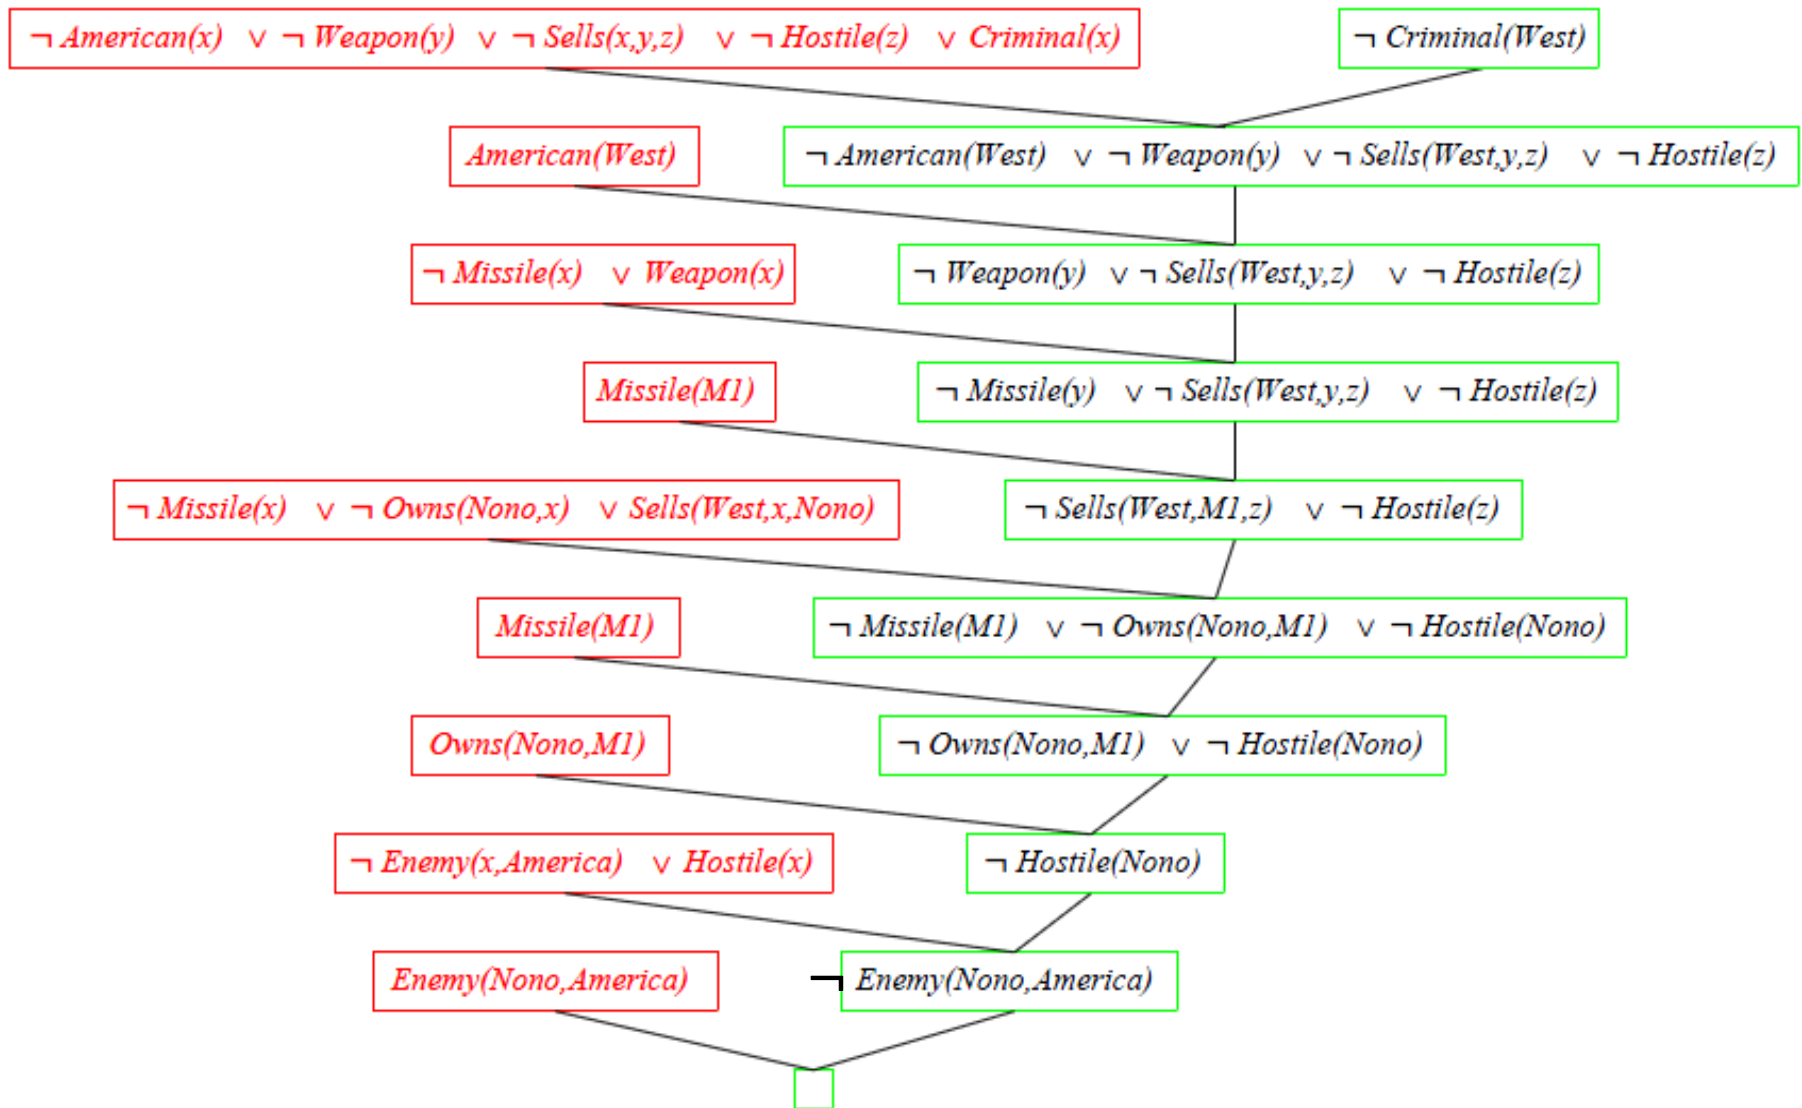 ¬ American(x) ∨ ¬ Weapon(y) ∨ ¬ Sells(x,y,z) ∨ ¬ Hostile(z) ∨ Criminal(x)
¬ Criminal(West)
American(West)
¬ American(West) ∨ ¬ Weapon(y) ∨ ¬ Sells(West,y,z) ∨ ¬ Hostile(z)
¬ Missile(x) ∨ Weapon(x)
¬ Weapon(y) ∨ ¬ Sells(West,y,z) ∨ ¬ Hostile(z)
Missile(M1)
¬ Missile(y) ∨ ¬ Sells(West,y,z) ∨ ¬ Hostile(z)
¬ Missile(x) ∨ ¬ Owns(Nono,x) ∨ Sells(West,x,Nono)
¬ Sells(West,M1,z) ∨ ¬ Hostile(z)
Missile(M1)
¬ Missile(M1) ∨ ¬ Owns(Nono,M1) ∨ ¬ Hostile(Nono)
Owns(Nono,M1)
¬ Owns(Nono,M1) ∨ ¬ Hostile(Nono)
¬ Enemy(x,America) ∨ Hostile(x)
¬ Hostile(Nono)
Enemy(Nono,America)
¬ Enemy(Nono,America)